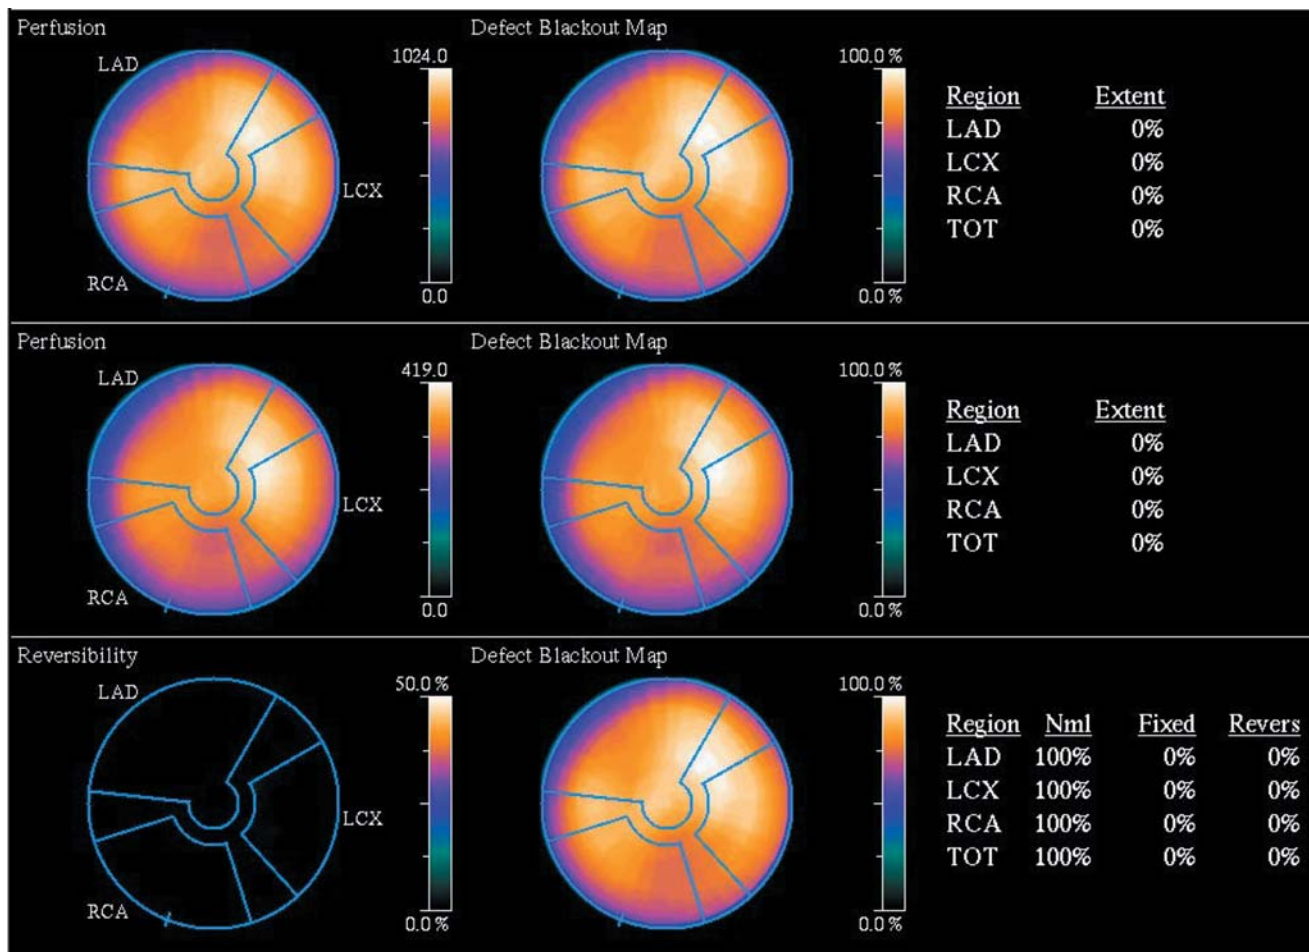 Perfusion
Defect Blackout Map
LAD
1024.0
100.0 %
LCX
RCA
0.0
0.0 %
Region Extent
LAD 0%
LCX 0%
RCA 0%
TOT 0%
Perfusion
Defect Blackout Map
LAD
419.0
100.0 %
LCX
RCA
0.0
0.0 %
Region Extent
LAD 0%
LCX 0%
RCA 0%
TOT 0%
Reversibility
Defect Blackout Map
LAD
50.0 %
100.0 %
LCX
RCA
0.0 %
0.0 %
Region Nml Fixed Revers
LAD 100% 0% 0%
LCX 100% 0% 0%
RCA 100% 0% 0%
TOT 100% 0% 0%